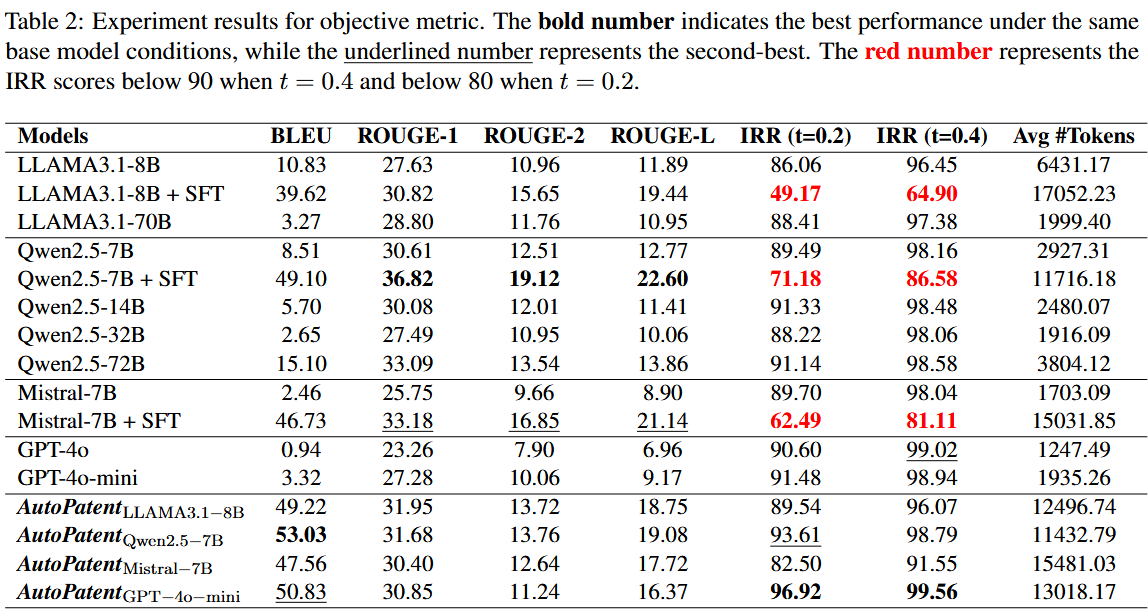 Table 2: Experiment results for objective metric. The bold number indicates the best performance under the same
base model conditions, while the underlined number represents the second-best. The red number represents the
IRR scores below 90 when t = 0.4 and below 80 when t = 0.2.
Models BLEU ROUGE-1 ROUGE-2 ROUGE-L IRR (t=0.2) IRR (t=0.4) Avg #Tokens
LLAMA3.1-8B 10.83 27.63 10.96 11.89 86.06 96.45 6431.17
LLAMA3.1-8B + SFT 39.62 30.82 15.65 19.44 49.17 64.90 17052.23
LLAMA3.1-70B 3.27 28.80 11.76 10.95 88.41 97.38 1999.40
Qwen2.5-7B 8.51 30.61 12.51 12.77 89.49 98.16 2927.31
Qwen2.5-7B + SFT 49.10 36.82 19.12 22.60 71.18 86.58 11716.18
Qwen2.5-14B 5.70 30.08 12.01 11.41 91.33 98.48 2480.07
Qwen2.5-32B 2.65 27.49 10.95 10.06 88.22 98.06 1916.09
Qwen2.5-72B 15.10 33.09 13.54 13.86 91.14 98.58 3804.12
Mistral-7B 2.46 25.75 9.66 8.90 89.70 98.04 1703.09
Mistral-7B + SFT 46.73 33.18 16.85 21.14 62.49 81.11 15031.85
GPT-4o 0.94 23.26 7.90 6.96 90.60 99.02 1247.49
GPT-4o-mini 3.32 27.28 10.06 9.17 91.48 98.94 1935.26
AutoPatent LLAMA3.1−8B 49.22 31.95 13.72 18.75 89.54 96.07 12496.74
AutoPatent Qwen2.5−7B 53.03 31.68 13.76 19.08 93.61 98.79 11432.79
AutoPatent Mistral−7B 47.56 30.40 12.64 17.72 82.50 91.55 15481.03
AutoPatent GPT−4o−mini 50.83 30.85 11.24 16.37 96.92 99.56 13018.17